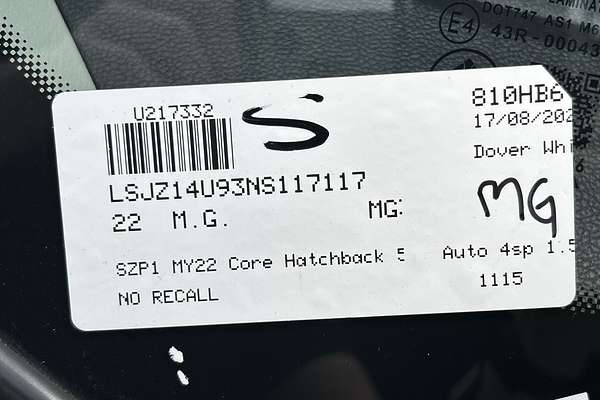 LAMINA
E4
DOT747 AS1 M6
43R-00043
U217332
S
810HB6
17/08/202
LSJZ14U93NS117117
Dover Whi
22 M.G.
MG
MG
SZP1 MY22 Core Hatchback 5 Auto 4sp 1.5
NO RECALL
1115